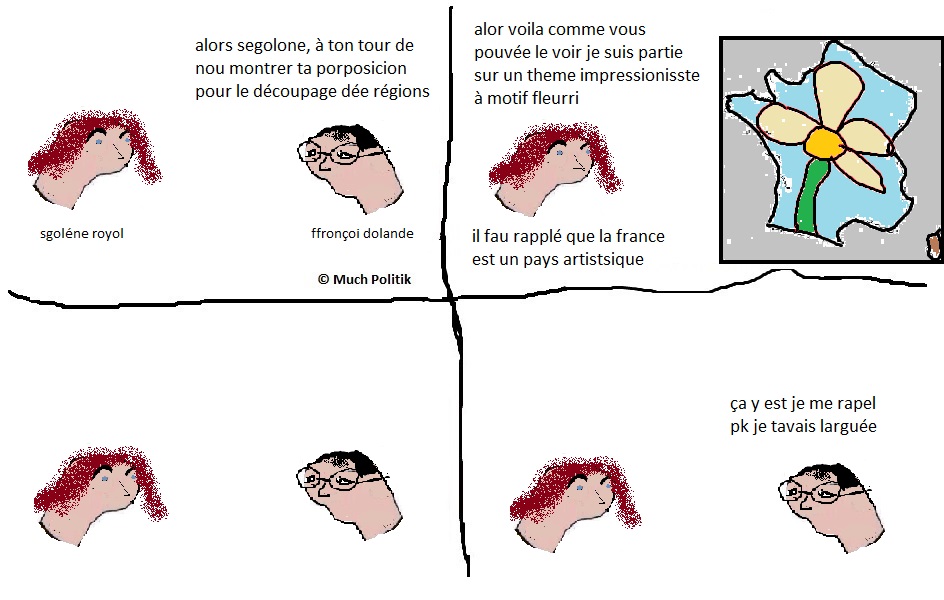 alors segolone, à ton tour de
nou montrer ta porposicion
pour le découpage dée régions
sgoléne royol
ffronçoi dolande
© Much Politik
alor voila comme vous
pouvée le voir je suis partie
sur un theme impressionisste
à motif fleurri
il fau rapplé que la france
est un pays artistsique
ça y est je me rapel
pk je tavais larguée